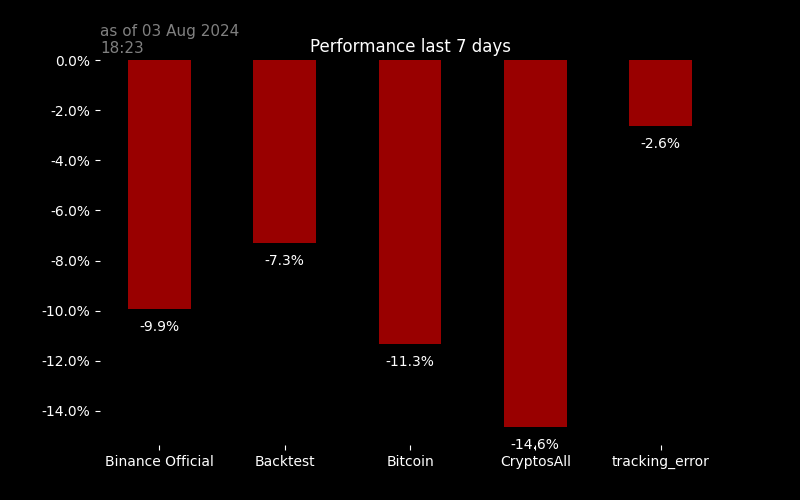 as of 03 Aug 2024
18:23
Performance last 7 days
0.0%
-2.0%
-4.0%
-6.0%
-8.0%
-10.0%
-12.0%
-14.0%
-9.9%
-7.3%
-11.3%
-14.6%
-2.6%
Binance Official
Backtest
Bitcoin
CryptosAll
tracking_error